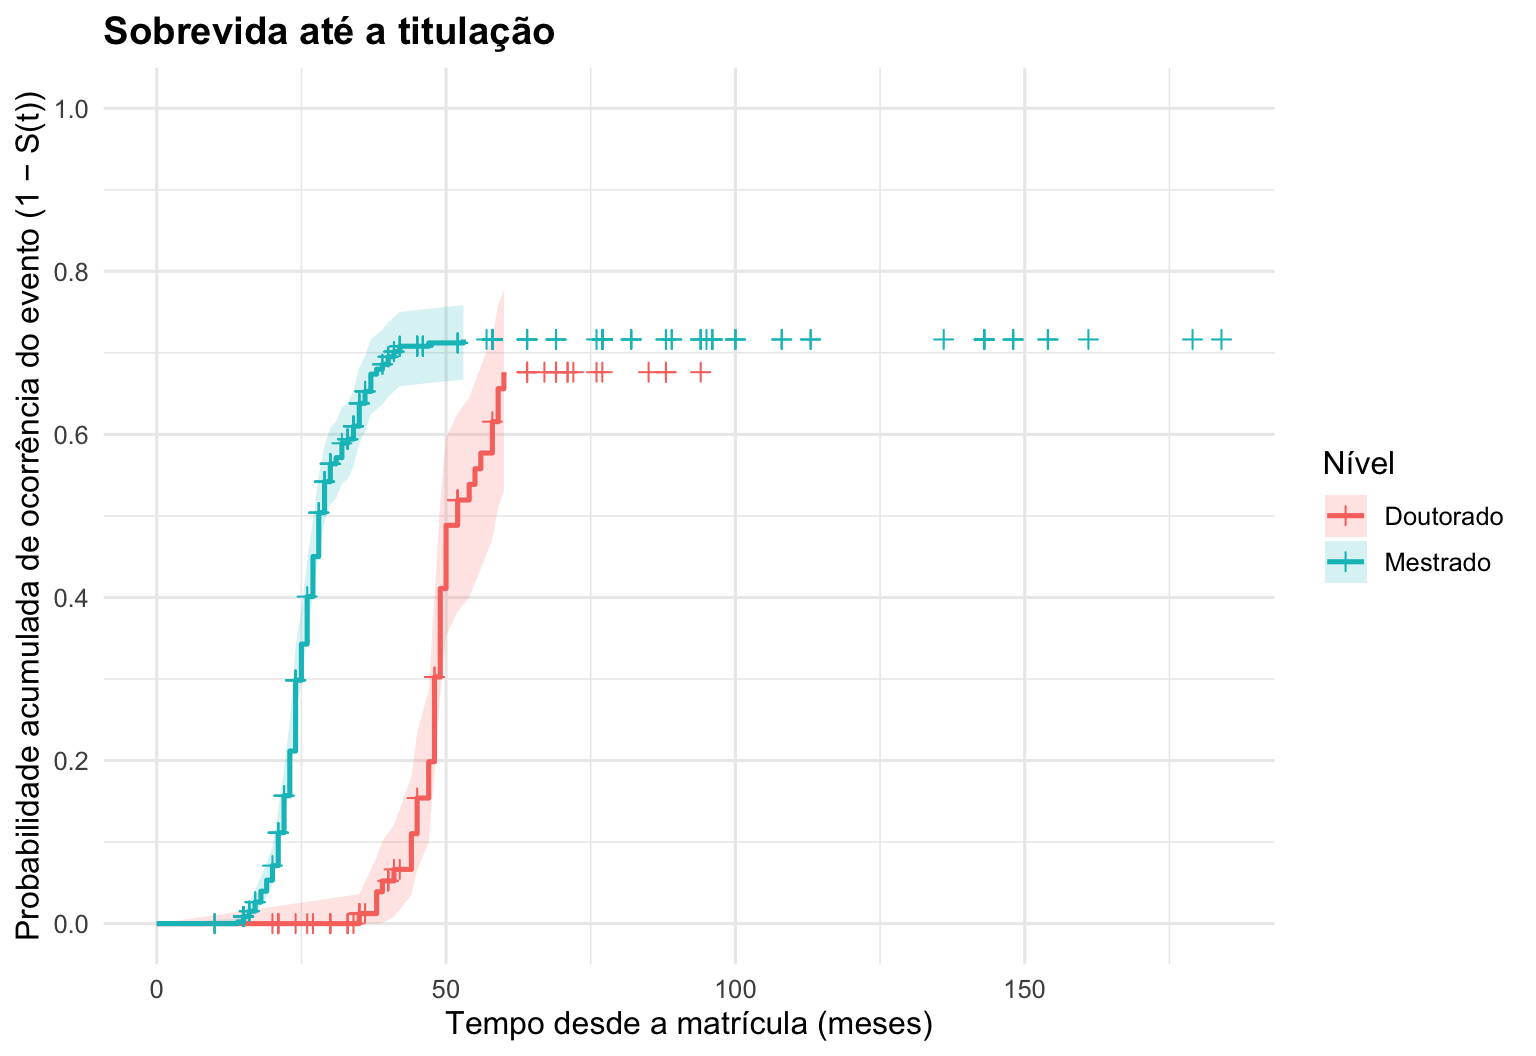 Sobrevida até a titulação
Probabilidade acumulada de ocorrência do evento (1 − S(t))
1.0
0.8
0.6
0.4
0.2
0.0
0
50
100
150
Tempo desde a matrícula (meses)
Nível
Doutorado
Mestrado